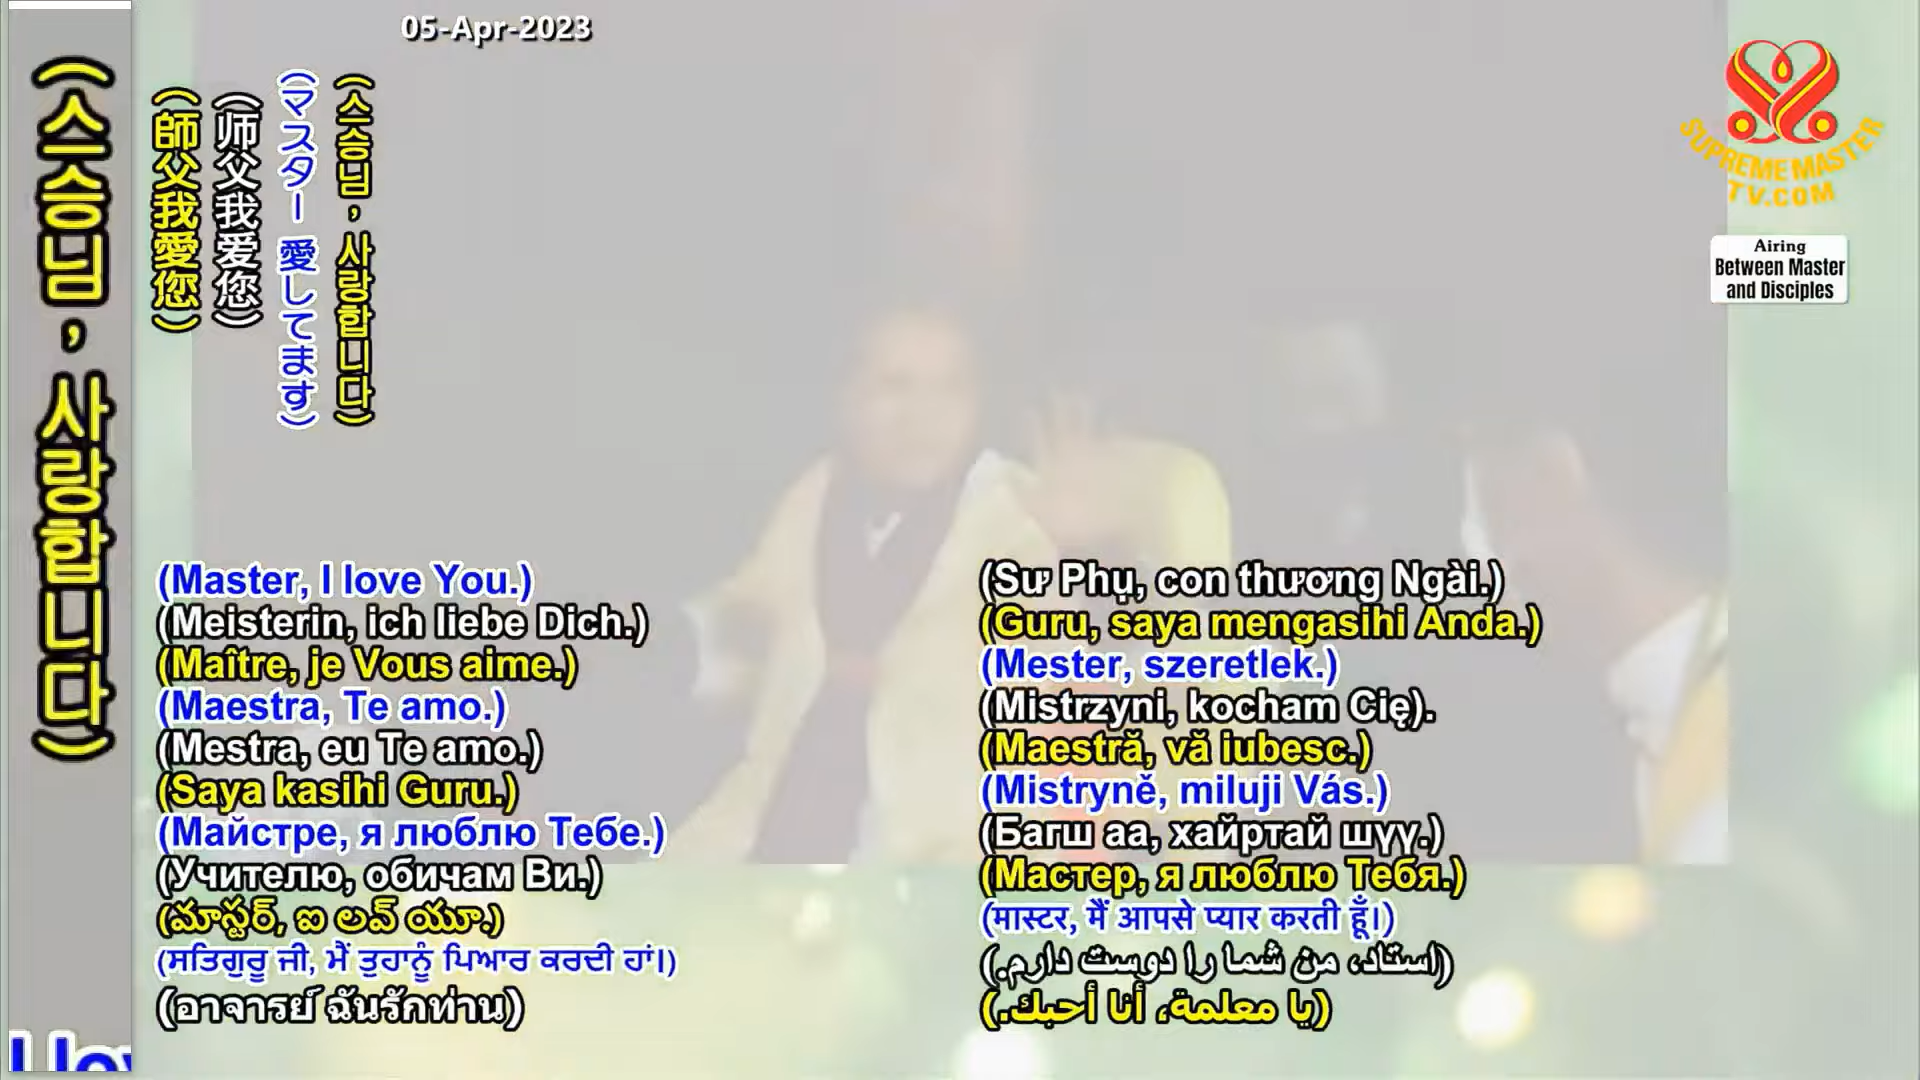 05-Apr-2023
(스승님, 사랑합니다)
(師父我愛您)
(师父我爱您)
(マスター 愛してます)
(스승님, 사랑합니다)
SUPREME MASTER
TV.COM
Airing
Between Master
and Disciples
(Master, I love You.)
(Meisterin, ich liebe Dich.)
(Maître, je Vous aime.)
(Maestra, Te amo.)
(Mestra, eu Te amo.)
(Saya kasihi Guru.)
(Майстре, я люблю Тебе.)
(Учителю, обичам Ви.)
(మాస్టర్, ఐ లవ్ యూ.)
(ਸਤਿਗੁਰੂ ਜੀ, ਮੈਂ ਤੁਹਾਨੂੰ ਪਿਆਰ ਕਰਦੀ ਹਾਂ।)
(อาจารย์ ฉันรักท่าน)
(Sư Phụ, con thương Ngài.)
(Guru, saya mengasihi Anda.)
(Mester, szeretlek.)
(Mistrzyni, kocham Cię).
(Maestră, vă iubesc.)
(Mistryně, miluji Vás.)
(Багш аа, хайртай шүү.)
(Мастер, я люблю Тебя.)
(मास्टर, मैं आपसे प्यार करती हूँ।)
(استاد، من شما را دوست دارم.)
(يا معلمة، أنا أحبك.)